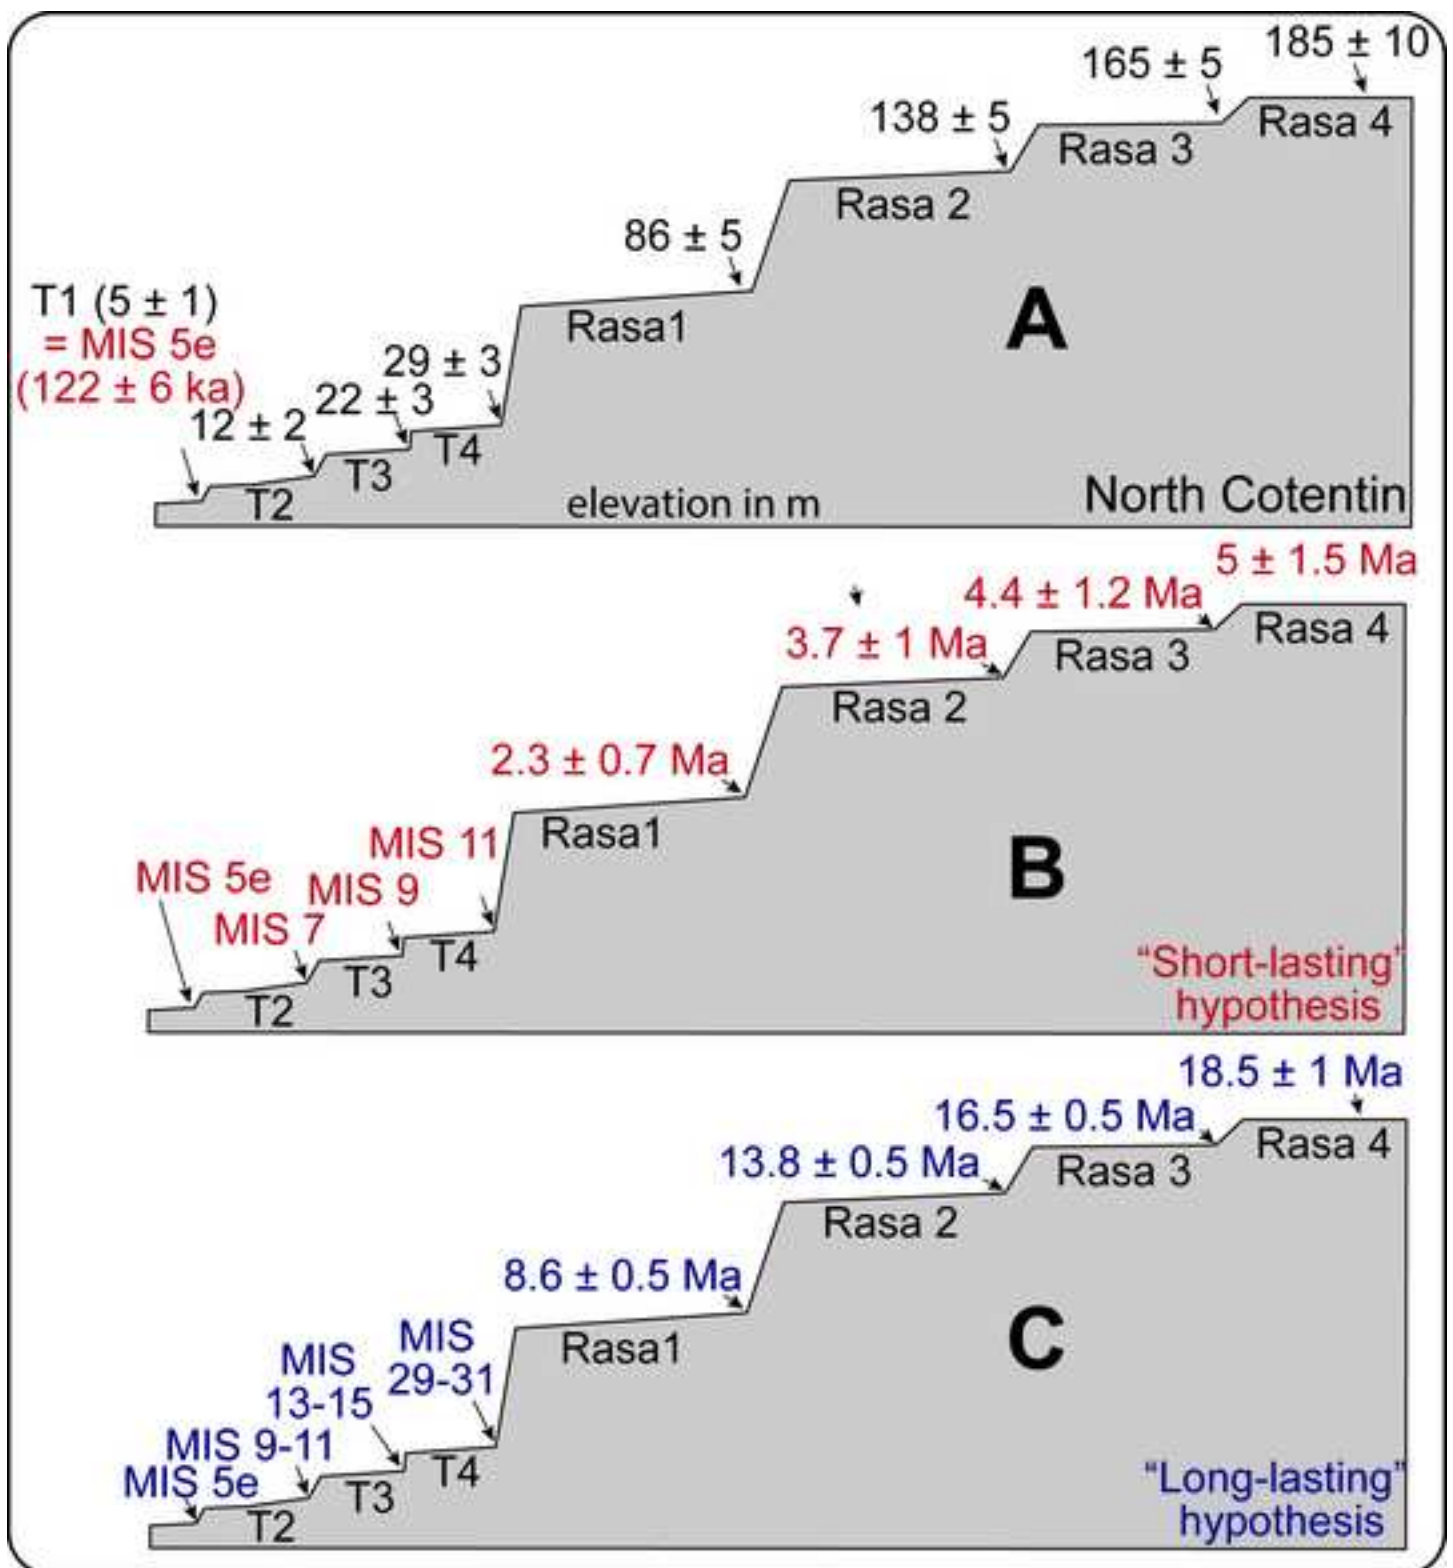 185 ± 10
165 ± 5
Rasa 4
138 ± 5
Rasa 3
Rasa 2
86 ± 5
A
T1 (5 ± 1)
= MIS 5e
(122 ± 6 ka)
Rasa1
29 ± 3
22 ± 3
12 ± 2
T4
T3
T2
elevation in m
North Cotentin
5 ± 1.5 Ma
4.4 ± 1.2 Ma
Rasa 4
3.7 ± 1 Ma
Rasa 3
Rasa 2
2.3 ± 0.7 Ma
Rasa1
B
MIS 11
MIS 5e
MIS 9
MIS 7
T4
T3
T2
“Short-lasting”
hypothesis
18.5 ± 1 Ma
16.5 ± 0.5 Ma
Rasa 4
13.8 ± 0.5 Ma
Rasa 3
Rasa 2
8.6 ± 0.5 Ma
C
Rasa1
MIS
29-31
MIS
13-15
MIS 9-11
MIS 5e
T4
T3
T2
“Long-lasting”
hypothesis